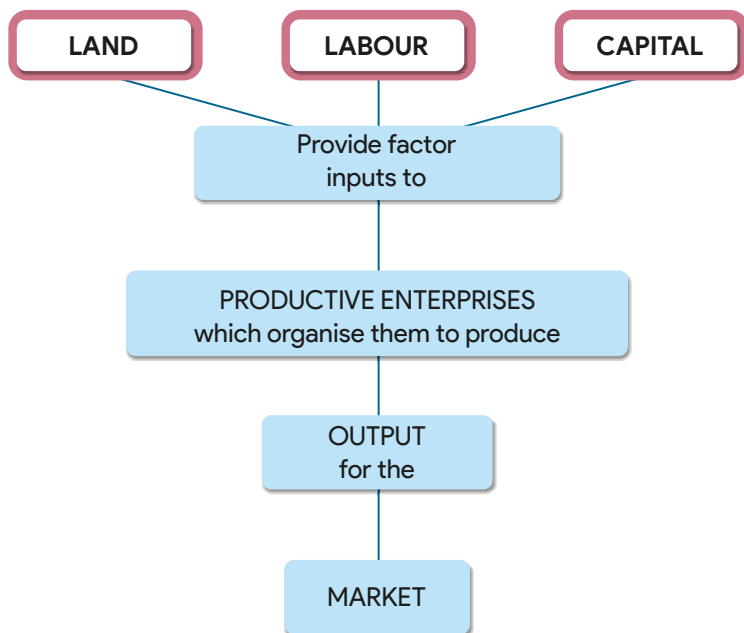 LAND
LABOUR
CAPITAL
Provide factor
inputs to
PRODUCTIVE ENTERPRISES
which organise them to produce
OUTPUT
for the
MARKET